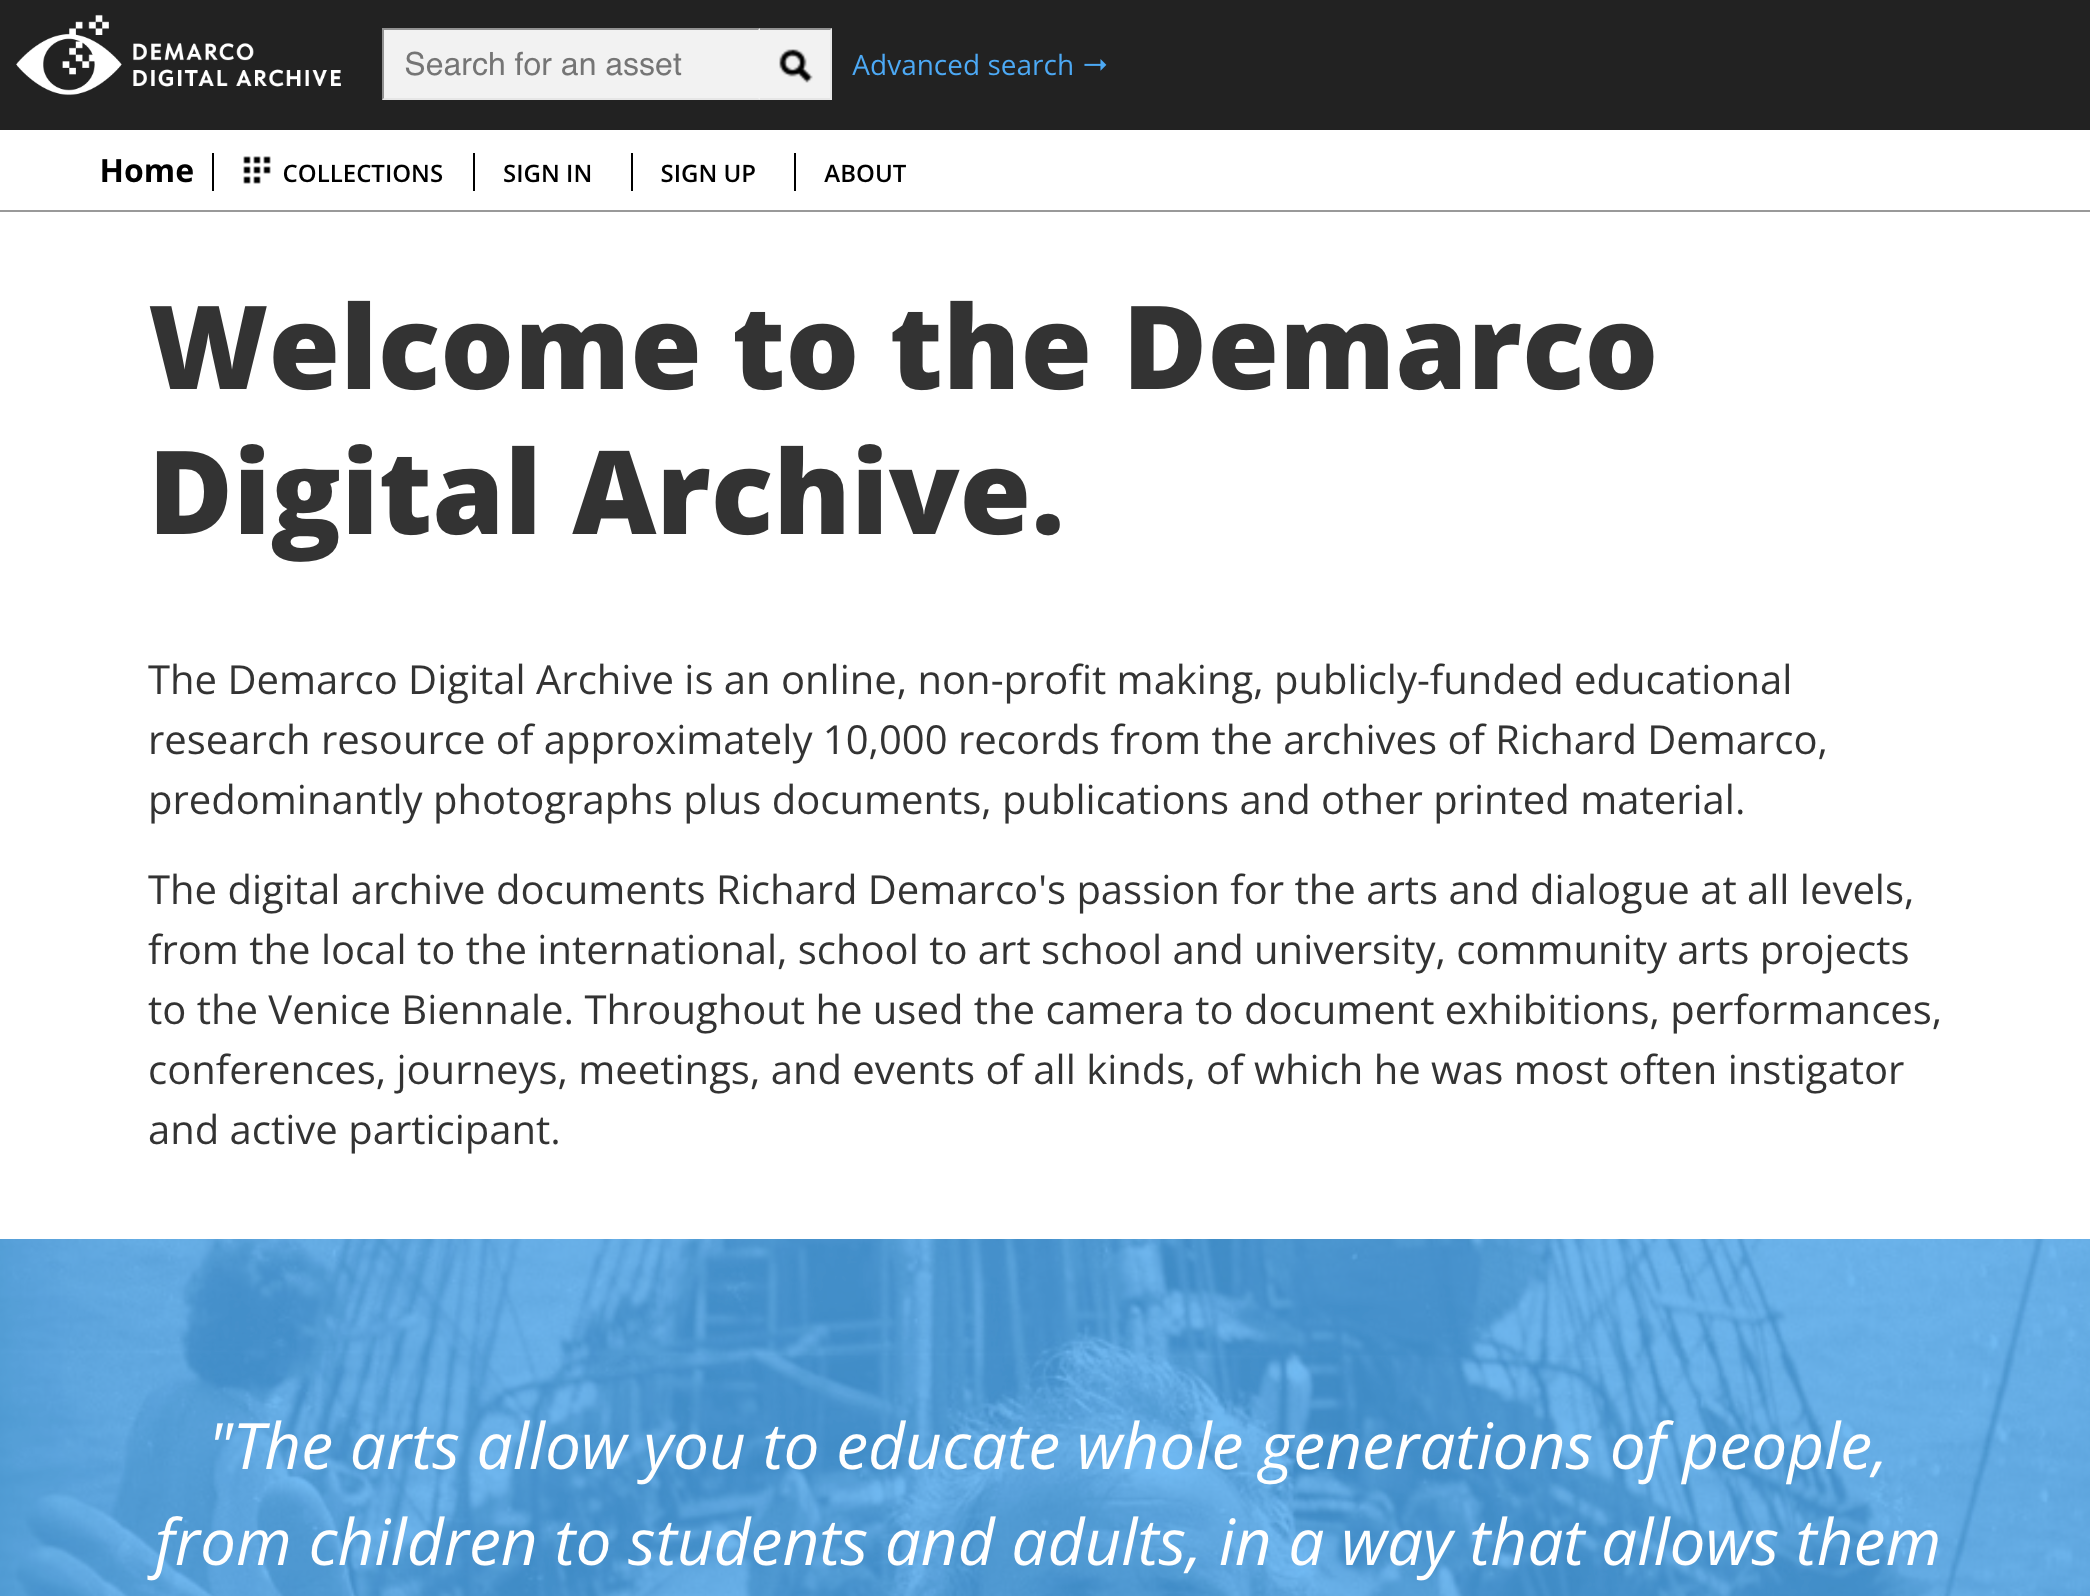 DEMARCO
DIGITAL ARCHIVE
Search for an asset
Advanced search →
Home
COLLECTIONS
SIGN IN
SIGN UP
ABOUT
Welcome to the Demarco
Digital Archive.
The Demarco Digital Archive is an online, non-profit making, publicly-funded educational
research resource of approximately 10,000 records from the archives of Richard Demarco,
predominantly photographs plus documents, publications and other printed material.
The digital archive documents Richard Demarco's passion for the arts and dialogue at all levels,
from the local to the international, school to art school and university, community arts projects
to the Venice Biennale. Throughout he used the camera to document exhibitions, performances,
conferences, journeys, meetings, and events of all kinds, of which he was most often instigator
and active participant.
"The arts allow you to educate whole generations of people,
from children to students and adults, in a way that allows them